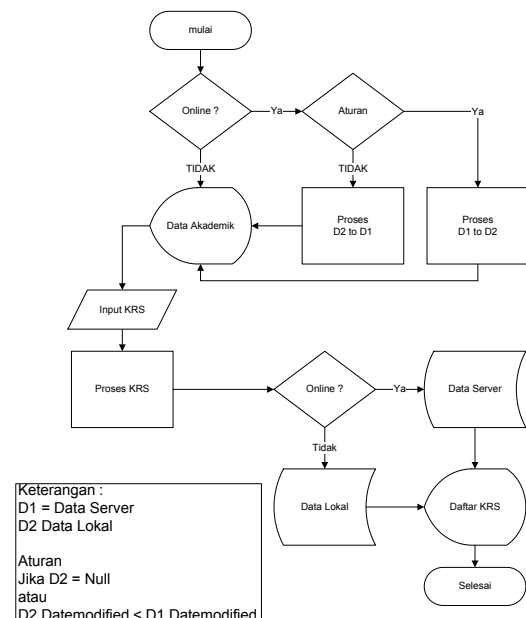 mulai
Online ?
Ya
Aturan
Ya
TIDAK
TIDAK
Data Akademik
Proses
D2 to D1
Proses
D1 to D2
Input KRS
Proses KRS
Online ?
Ya
Data Server
Tidak
Data Lokal
Daftar KRS
Selesai
Keterangan :
D1 = Data Server
D2 Data Lokal
Aturan
Jika D2 = Null
atau
D2 Datemodified < D1 Datemodified